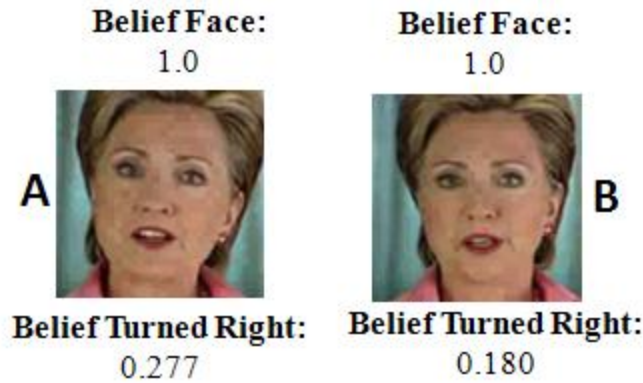 Belief Face:
1.0
A
Belief Turned Right:
0.277
Belief Face:
1.0
B
Belief Turned Right:
0.180